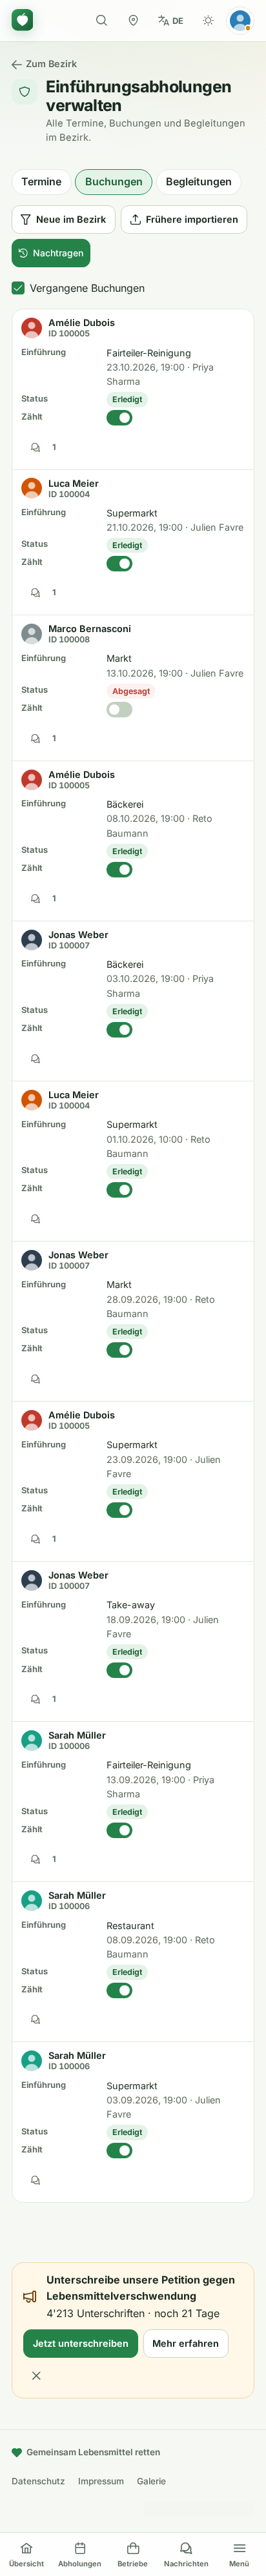 DE
Zum Bezirk
Einführungsabholungen
verwalten
Alle Termine, Buchungen und Begleitungen
im Bezirk.
Termine
Buchungen
Begleitungen
Neue im Bezirk
Frühere importieren
Nachtragen
Vergangene Buchungen
Amélie Dubois
ID 100005
Einführung
Fairteiler-Reinigung
23.10.2026, 19:00 · Priya
Sharma
Status
Erledigt
Zählt
1
Luca Meier
ID 100004
Einführung
Supermarkt
21.10.2026, 19:00 · Julien Favre
Status
Erledigt
Zählt
1
Marco Bernasconi
ID 100008
Einführung
Markt
13.10.2026, 19:00 · Julien Favre
Status
Abgesagt
Zählt
1
Amélie Dubois
ID 100005
Einführung
Bäckerei
08.10.2026, 19:00 · Reto
Baumann
Status
Erledigt
Zählt
1
Jonas Weber
ID 100007
Einführung
Bäckerei
03.10.2026, 19:00 · Priya
Sharma
Status
Erledigt
Zählt
Luca Meier
ID 100004
Einführung
Supermarkt
01.10.2026, 10:00 · Reto
Baumann
Status
Erledigt
Zählt
Jonas Weber
ID 100007
Einführung
Markt
28.09.2026, 19:00 · Reto
Baumann
Status
Erledigt
Zählt
Amélie Dubois
ID 100005
Einführung
Supermarkt
23.09.2026, 19:00 · Julien
Favre
Status
Erledigt
Zählt
1
Jonas Weber
ID 100007
Einführung
Take-away
18.09.2026, 19:00 · Julien
Favre
Status
Erledigt
Zählt
1
Sarah Müller
ID 100006
Einführung
Fairteiler-Reinigung
13.09.2026, 19:00 · Priya
Sharma
Status
Erledigt
Zählt
1
Sarah Müller
ID 100006
Einführung
Restaurant
08.09.2026, 19:00 · Reto
Baumann
Status
Erledigt
Zählt
Sarah Müller
ID 100006
Einführung
Supermarkt
03.09.2026, 19:00 · Julien
Favre
Status
Erledigt
Zählt
Unterschreibe unsere Petition gegen
Lebensmittelverschwendung
4'213 Unterschriften · noch 21 Tage
Jetzt unterschreiben
Mehr erfahren
Gemeinsam Lebensmittel retten
Datenschutz
Impressum
Galerie
Übersicht
Abholungen
Betriebe
Nachrichten
Menü